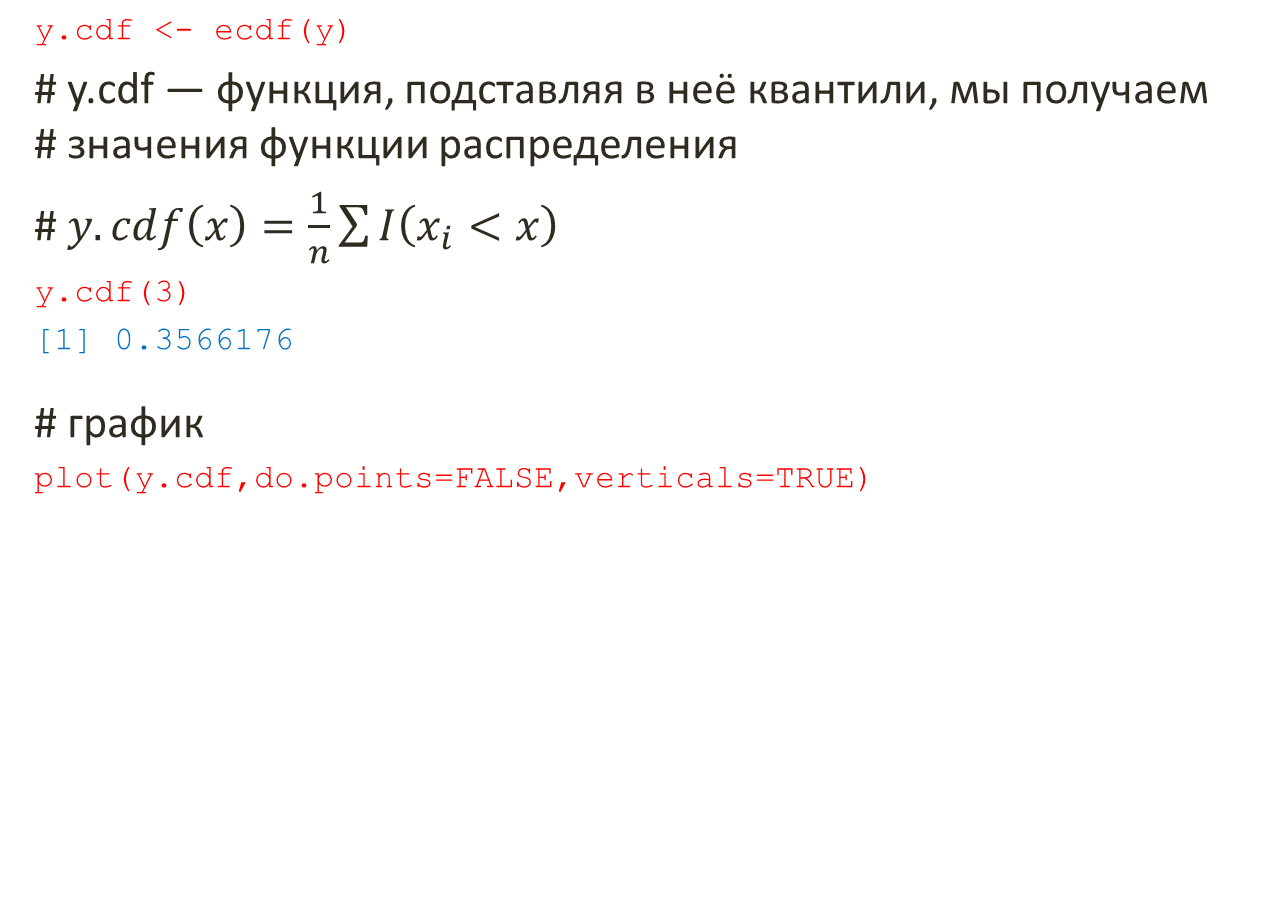 y.cdf <- ecdf(y)
# y.cdf — функция, подставляя в неё квантили, мы получаем
# значения функции распределения
# y.cdf(x) = \frac{1}{n} ∑ I(x_i < x)
y.cdf(3)
[1] 0.3566176
# график
plot(y.cdf,do.points=FALSE,verticals=TRUE)